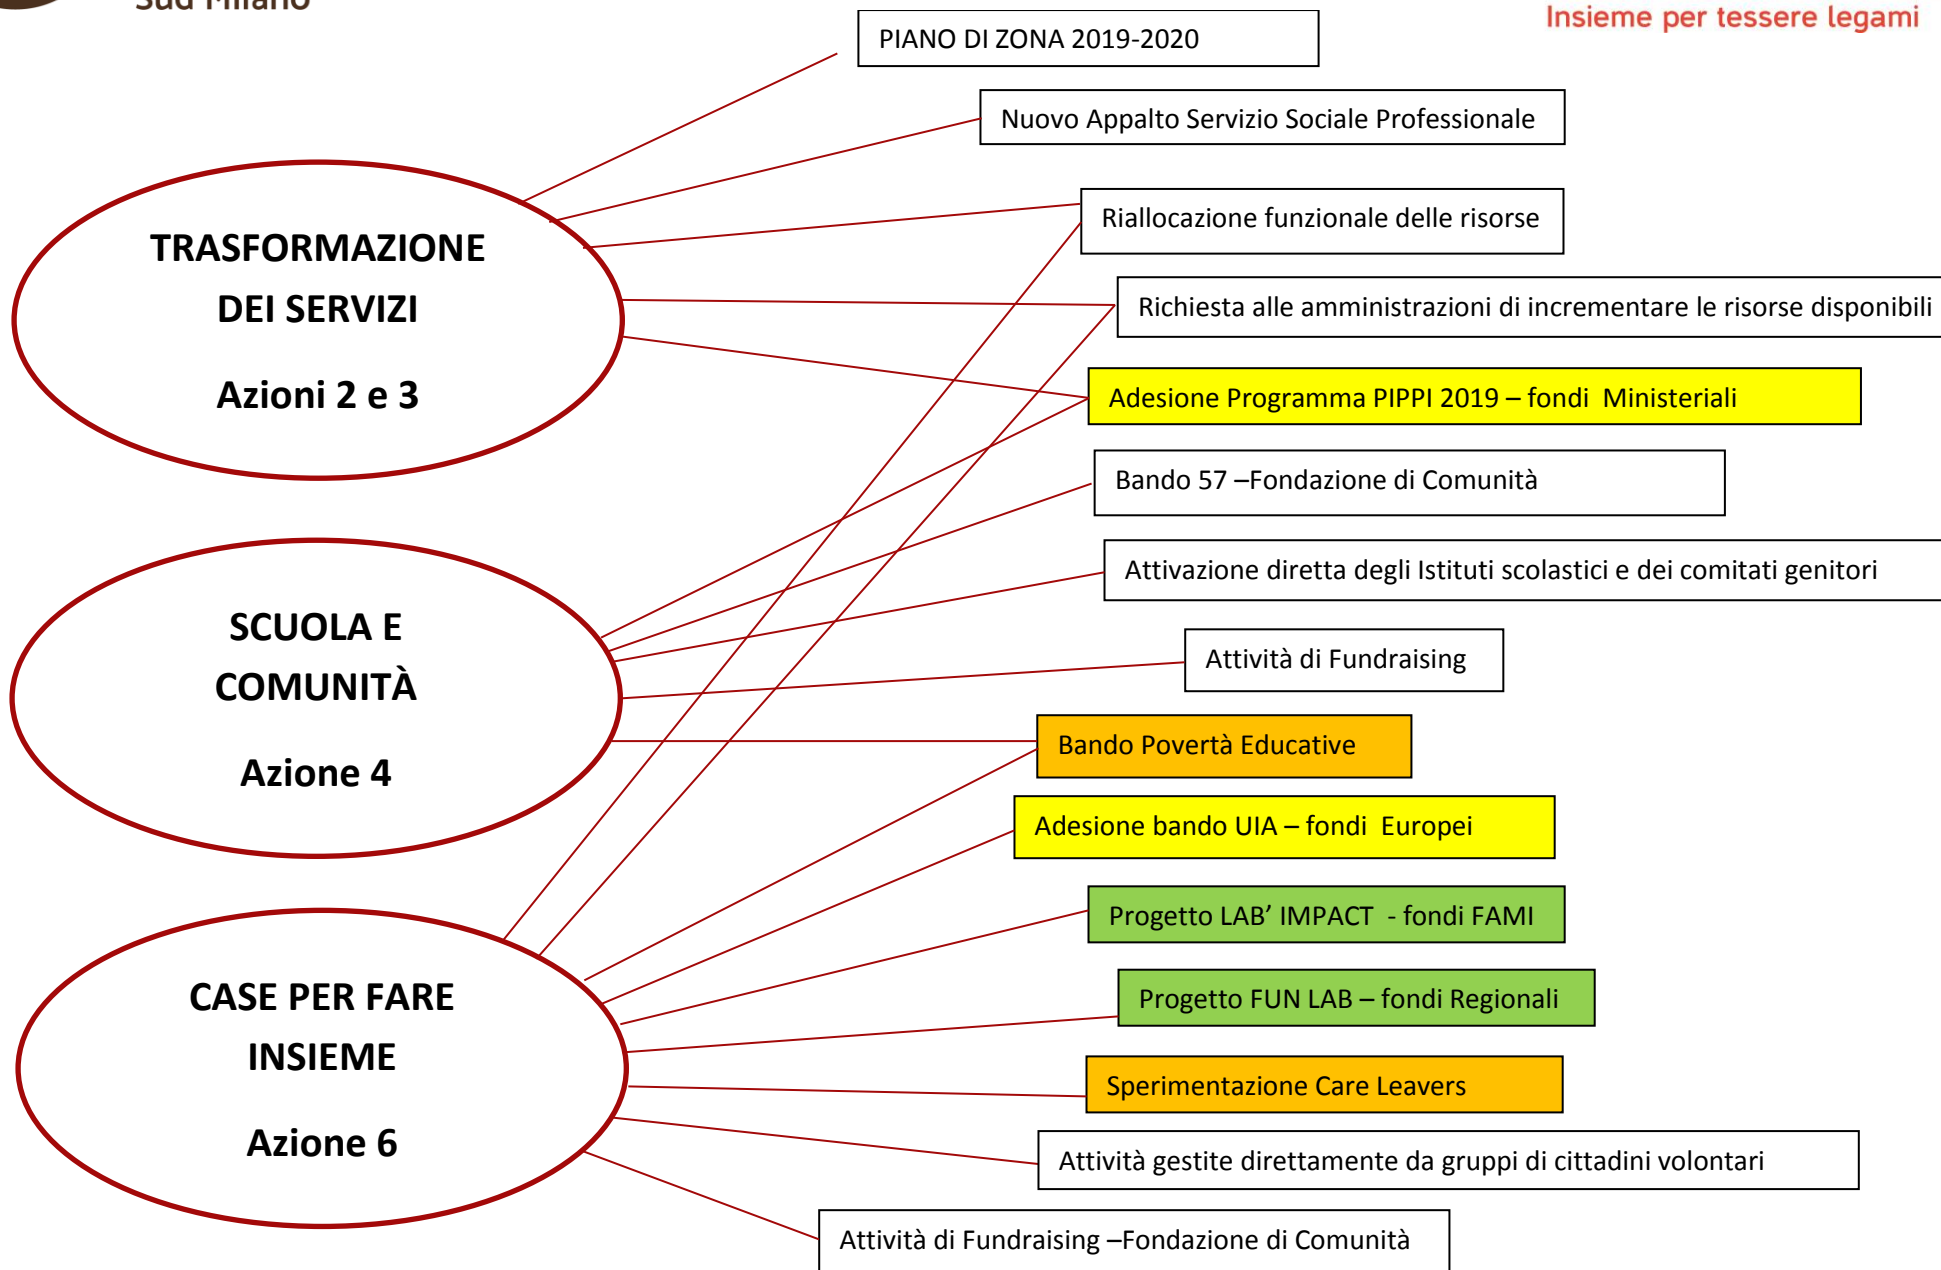 Sud Milano
Insieme per tessere legami
PIANO DI ZONA 2019-2020
Nuovo Appalto Servizio Sociale Professionale
Riallocazione funzionale delle risorse
Richiesta alle amministrazioni di incrementare le risorse disponibili
Adesione Programma PIPPI 2019 – fondi  Ministeriali
Bando 57 –Fondazione di Comunità
Attivazione diretta degli Istituti scolastici e dei comitati genitori
Attività di Fundraising
Bando Povertà Educative
Adesione bando UIA – fondi  Europei
Progetto LAB’ IMPACT  - fondi FAMI
Progetto FUN LAB – fondi Regionali
Sperimentazione Care Leavers
Attività gestite direttamente da gruppi di cittadini volontari
Attività di Fundraising –Fondazione di Comunità
TRASFORMAZIONE
DEI SERVIZI
Azioni 2 e 3
SCUOLA E
COMUNITÀ
Azione 4
CASE PER FARE
INSIEME
Azione 6